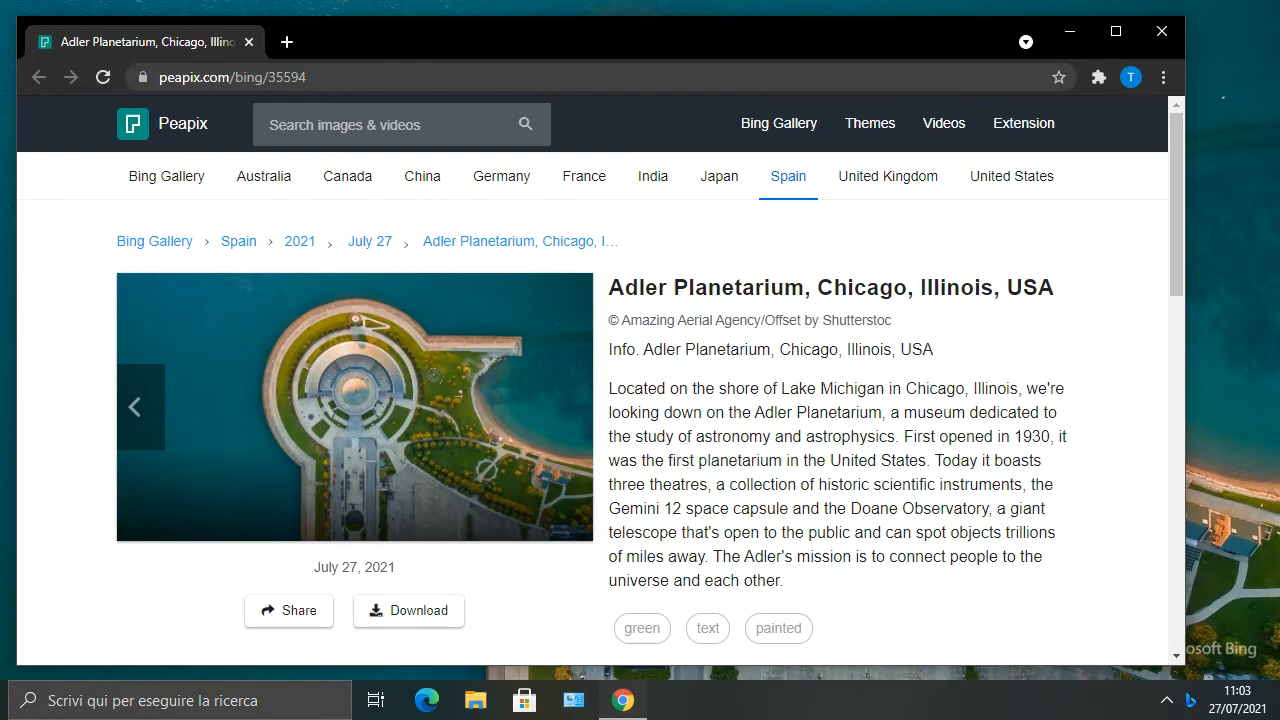 Adler Planetarium, Chicago, Illino
peapix.com/bing/35594
T
Peapix
Search images & videos
Bing Gallery Themes Videos Extension
Bing Gallery Australia Canada China Germany France India Japan Spain United Kingdom United States
Bing Gallery > Spain > 2021 > July 27 > Adler Planetarium, Chicago, I...
Adler Planetarium, Chicago, Illinois, USA
© Amazing Aerial Agency/Offset by Shutterstoc
Info. Adler Planetarium, Chicago, Illinois, USA
Located on the shore of Lake Michigan in Chicago, Illinois, we're
looking down on the Adler Planetarium, a museum dedicated to
the study of astronomy and astrophysics. First opened in 1930, it
was the first planetarium in the United States. Today it boasts
three theatres, a collection of historic scientific instruments, the
Gemini 12 space capsule and the Doane Observatory, a giant
telescope that's open to the public and can spot objects trillions
of miles away. The Adler's mission is to connect people to the
universe and each other.
July 27, 2021
Share Download
green text painted
osoft Bing
Scrivi qui per eseguire la ricerca
11:03
27/07/2021